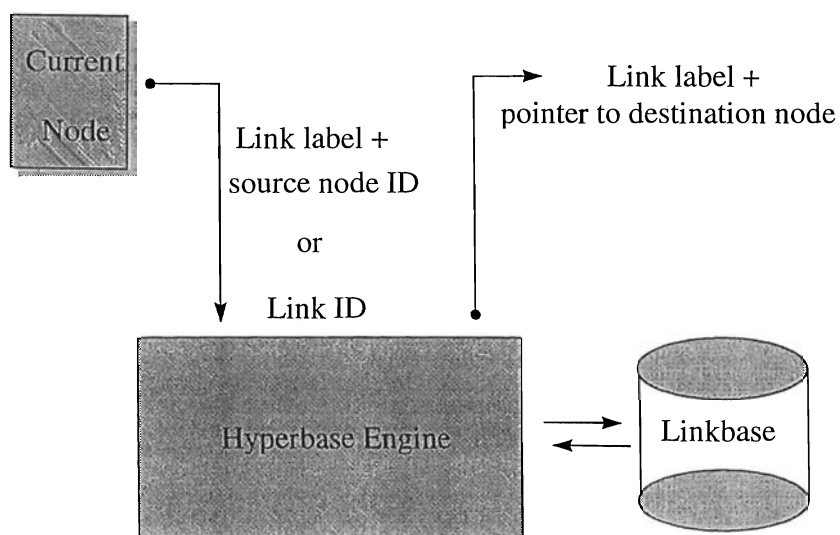 Current
Node
Link label +
source node ID
or
Link ID
Link label +
pointer to destination node
Hyperbase Engine
Linkbase